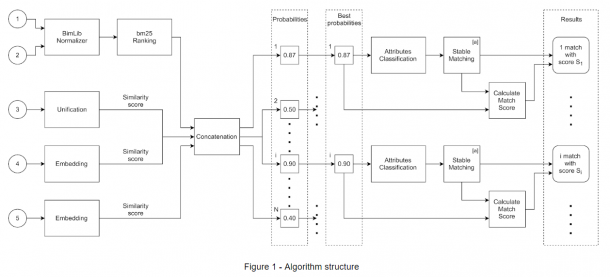 Probabilities
Best
probabilities
Results
1
2
BimLib
Normalizer
bm25
Ranking
3
Unification
Similarity
score
4
Embedding
Similarity
score
5
Embedding
Similarity
score
Concatenation
1
0.87
2
0.50
i
0.90
N
0.40
1
0.87
Attributes
Classification
[a]
Stable
Matching
Calculate
Match
Score
1 match
with
score S1
i
0.90
Attributes
Classification
[a]
Stable
Matching
Calculate
Match
Score
i match
with
score Si
Figure 1 - Algorithm structure